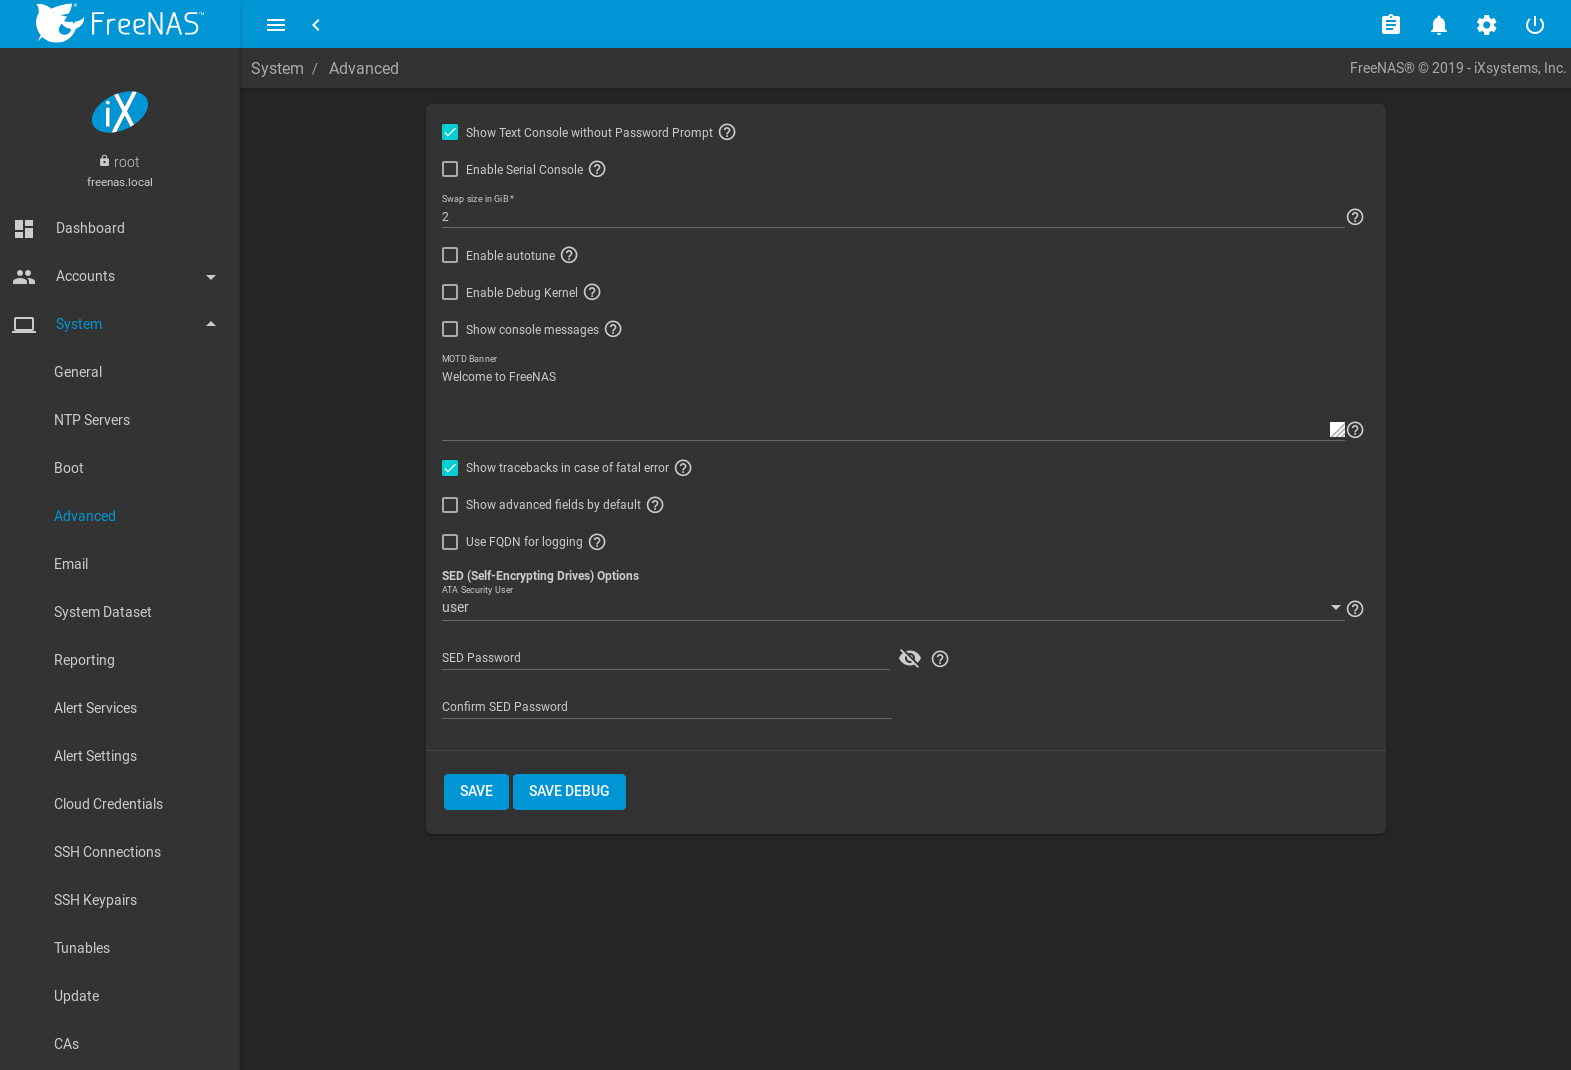 FreeNAS™
System / Advanced
FreeNAS® © 2019 - iXsystems, Inc.
iX
root
freenas.local
Dashboard
Accounts
System
General
NTP Servers
Boot
Advanced
Email
System Dataset
Reporting
Alert Services
Alert Settings
Cloud Credentials
SSH Connections
SSH Keypairs
Tunables
Update
CAs
Show Text Console without Password Prompt
Enable Serial Console
Swap size in GiB *
2
Enable autotune
Enable Debug Kernel
Show console messages
MOTD Banner
Welcome to FreeNAS
Show tracebacks in case of fatal error
Show advanced fields by default
Use FQDN for logging
SED (Self-Encrypting Drives) Options
ATA Security User
user
SED Password
Confirm SED Password
SAVE SAVE DEBUG